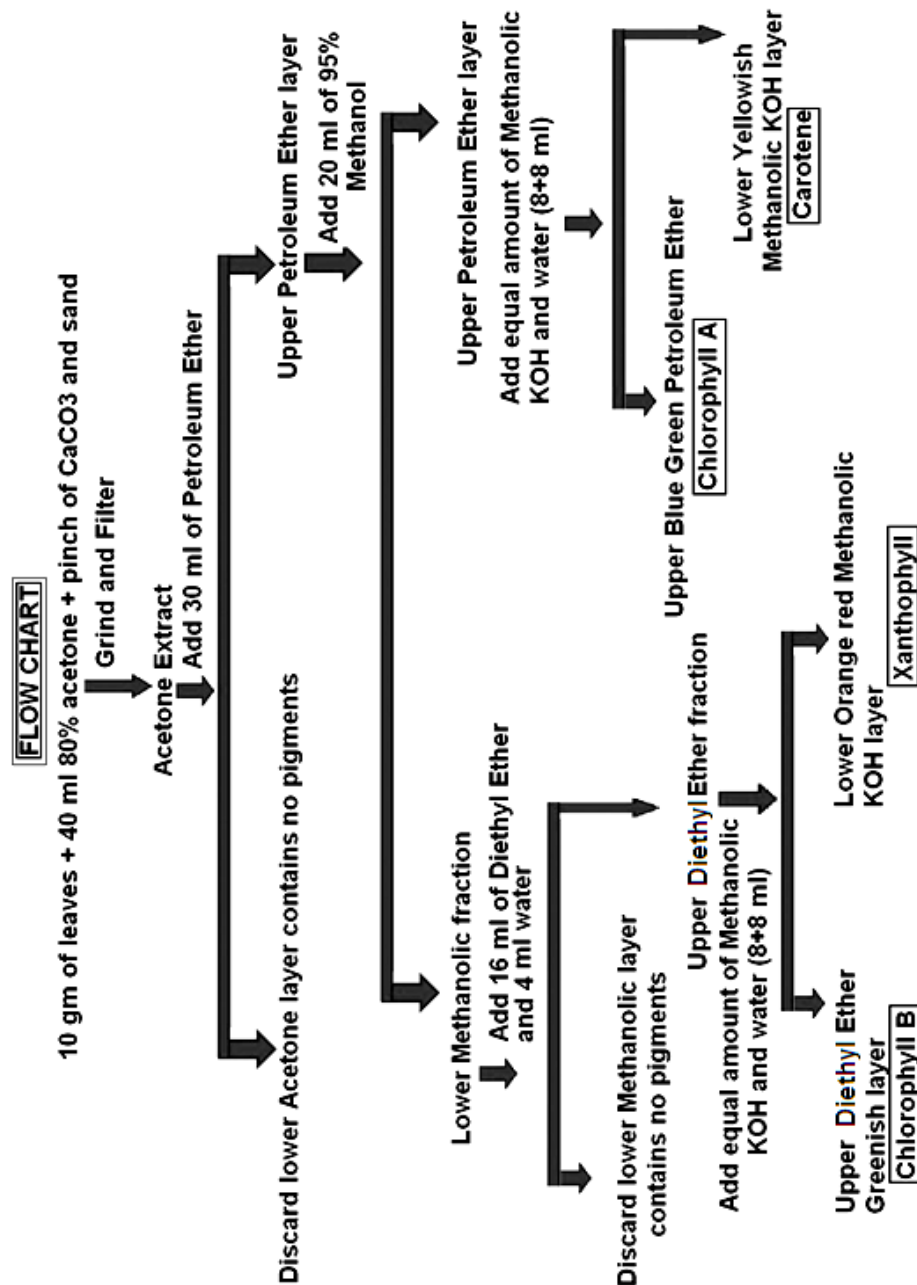 FLOW CHART
10 gm of leaves + 40 ml 80% acetone + pinch of CaCO3 and sand
Grind and Filter
Acetone Extract
Add 30 ml of Petroleum Ether
Discard lower Acetone layer contains no pigments
Upper Petroleum Ether layer
Add 20 ml of 95%
Methanol
Lower Methanolic fraction
Add 16 ml of Diethyl Ether
and 4 ml water
Upper Petroleum Ether layer
Add equal amount of Methanolic
KOH and water (8+8 ml)
Discard lower Methanolic layer
contains no pigments
Upper Diethyl Ether fraction
Add equal amount of Methanolic
KOH and water (8+8 ml)
Upper Blue Green Petroleum Ether
Chlorophyll A
Lower Yellowish
Methanolic KOH layer
Carotene
Upper Diethyl Ether
Greenish layer
Chlorophyll B
Lower Orange red Methanolic
KOH layer
Xanthophyll